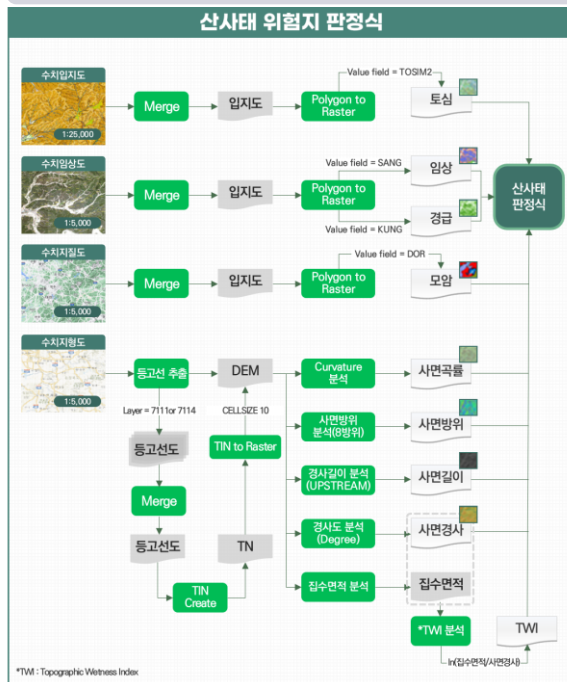 산사태 위험지 판정식
수치입지도
1:25,000
Merge
입지도
Polygon to
Raster
Value field = TOSIM2
토심
수치임상도
1:5,000
Merge
입지도
Polygon to
Raster
Value field = SANG
임상
Value field = KUNG
경급
산사태
판정식
수치지질도
1:5,000
Merge
입지도
Polygon to
Raster
Value field = DOR
모암
수치지형도
1:5,000
등고선 추출
DEM
Curvature
분석
사면곡률
Layer = 7111or 7114
CELLSIZE 10
등고선도
TIN to Raster
사면방위
분석(8방위)
사면방위
Merge
경사길이 분석
(UPSTREAM)
사면길이
등고선도
TN
경사도 분석
(Degree)
사면경사
TIN
Create
집수면적 분석
집수면적
*TWI 분석
TWI
ln(집수면적/사면경사)
*TWI : Topographic Wetness Index